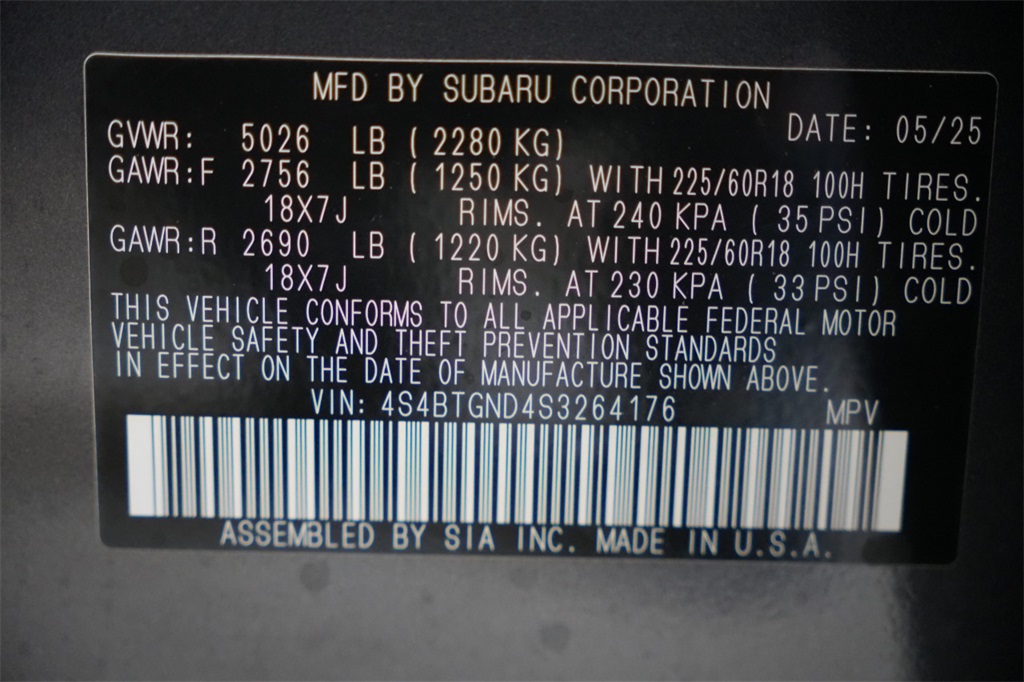 MFD BY SUBARU CORPORATION
DATE: 05/25
GVWR: 5026 LB ( 2280 KG)
GAWR:F 2756 LB ( 1250 KG) WITH 225/60R18 100H TIRES.
18X7J RIMS. AT 240 KPA ( 35 PSI) COLD
GAWR:R 2690 LB ( 1220 KG) WITH 225/60R18 100H TIRES.
18X7J RIMS. AT 230 KPA ( 33 PSI) COLD
THIS VEHICLE CONFORMS TO ALL APPLICABLE FEDERAL MOTOR
VEHICLE SAFETY AND THEFT PREVENTION STANDARDS
IN EFFECT ON THE DATE OF MANUFACTURE SHOWN ABOVE.
VIN: 4S4BTGND4S3264176 MPV
ASSEMBLED BY SIA INC. MADE IN U.S.A.